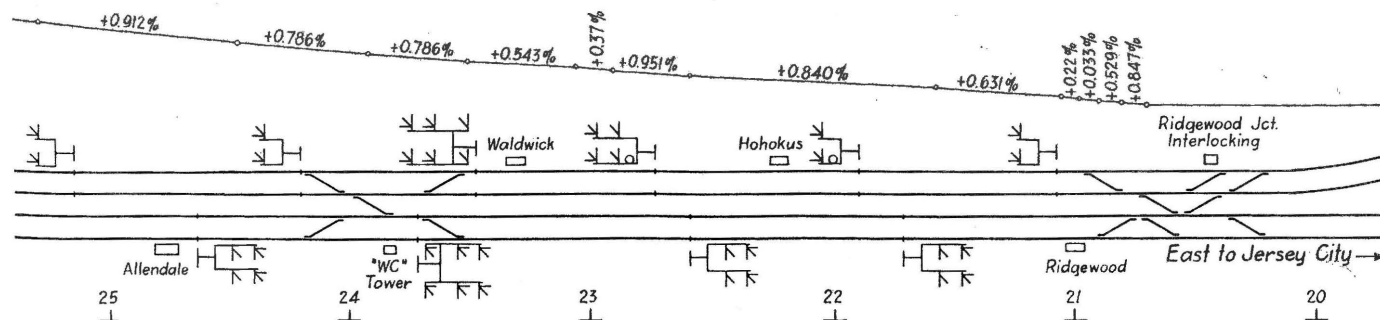 +0.912%
+0.786%
+0.786%
+0.543%
+0.37%
+0.951%
+0.840%
+0.631%
+0.22%
+0.033%
+0.529%
+0.847%
Waldwick
Hohokus
Ridgewood Jct.
Interlocking
Allendale
"WC"
Tower
Ridgewood
East to Jersey City
25
24
23
22
21
20